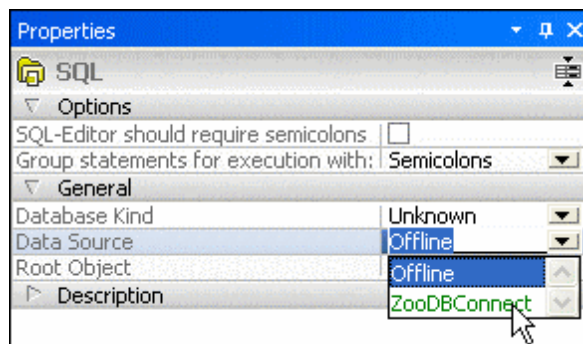 Properties
SQL
Options
SQL-Editor should require semicolons
Group statements for execution with: Semicolons
General
Database Kind Unknown
Data Source Offline
Root Object Offline
Description ZooDBConnect